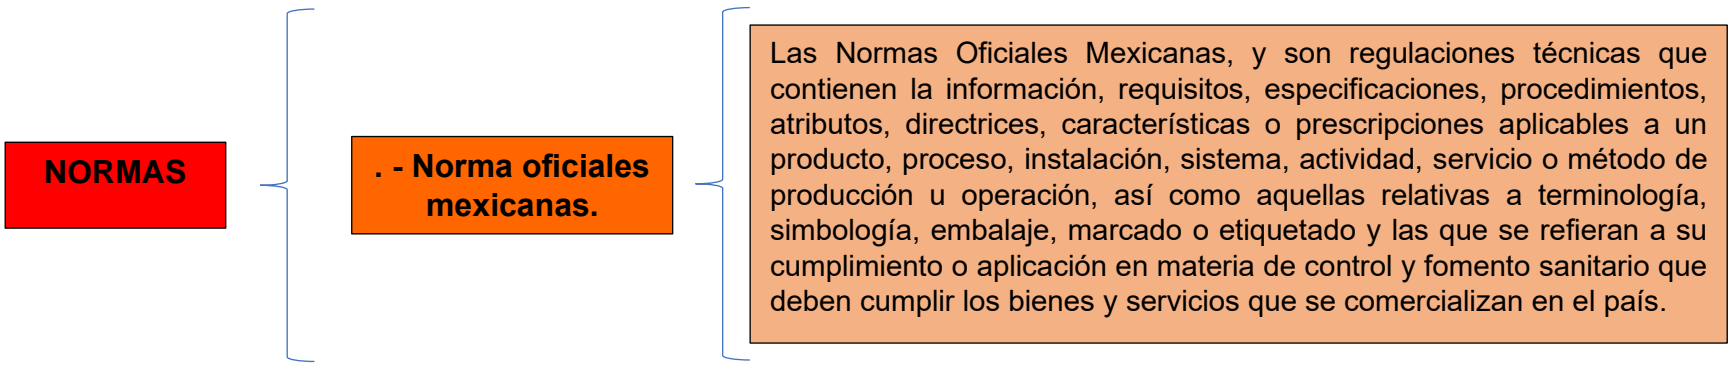 NORMAS
. - Norma oficiales
mexicanas.
Las Normas Oficiales Mexicanas, y son regulaciones técnicas que
contienen la información, requisitos, especificaciones, procedimientos,
atributos, directrices, características o prescripciones aplicables a un
producto, proceso, instalación, sistema, actividad, servicio o método de
producción u operación, así como aquellas relativas a terminología,
simbología, embalaje, marcado o etiquetado y las que se refieran a su
cumplimiento o aplicación en materia de control y fomento sanitario que
deben cumplir los bienes y servicios que se comercializan en el país.